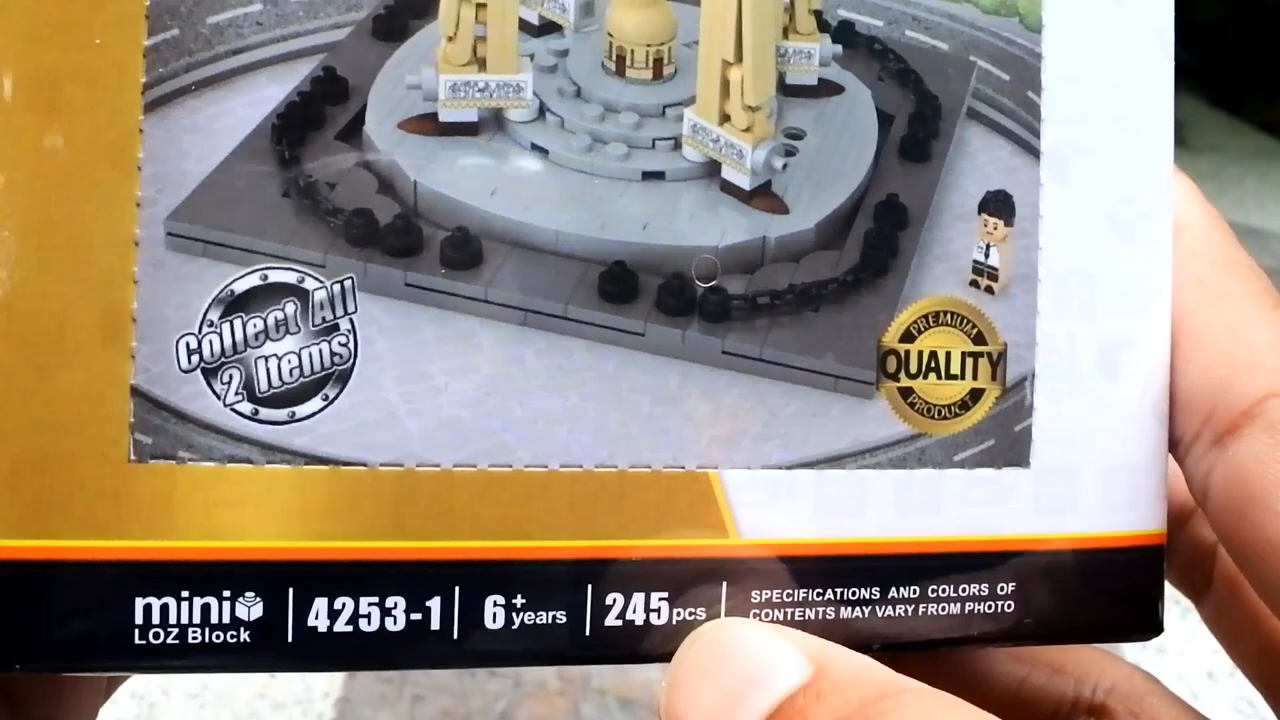 Collect All
2 Items
PREMIUM
QUALITY
PRODUCT
mini
LOZ Block
4253-1
6+ years
245pcs
SPECIFICATIONS AND COLORS OF
CONTENTS MAY VARY FROM PHOTO